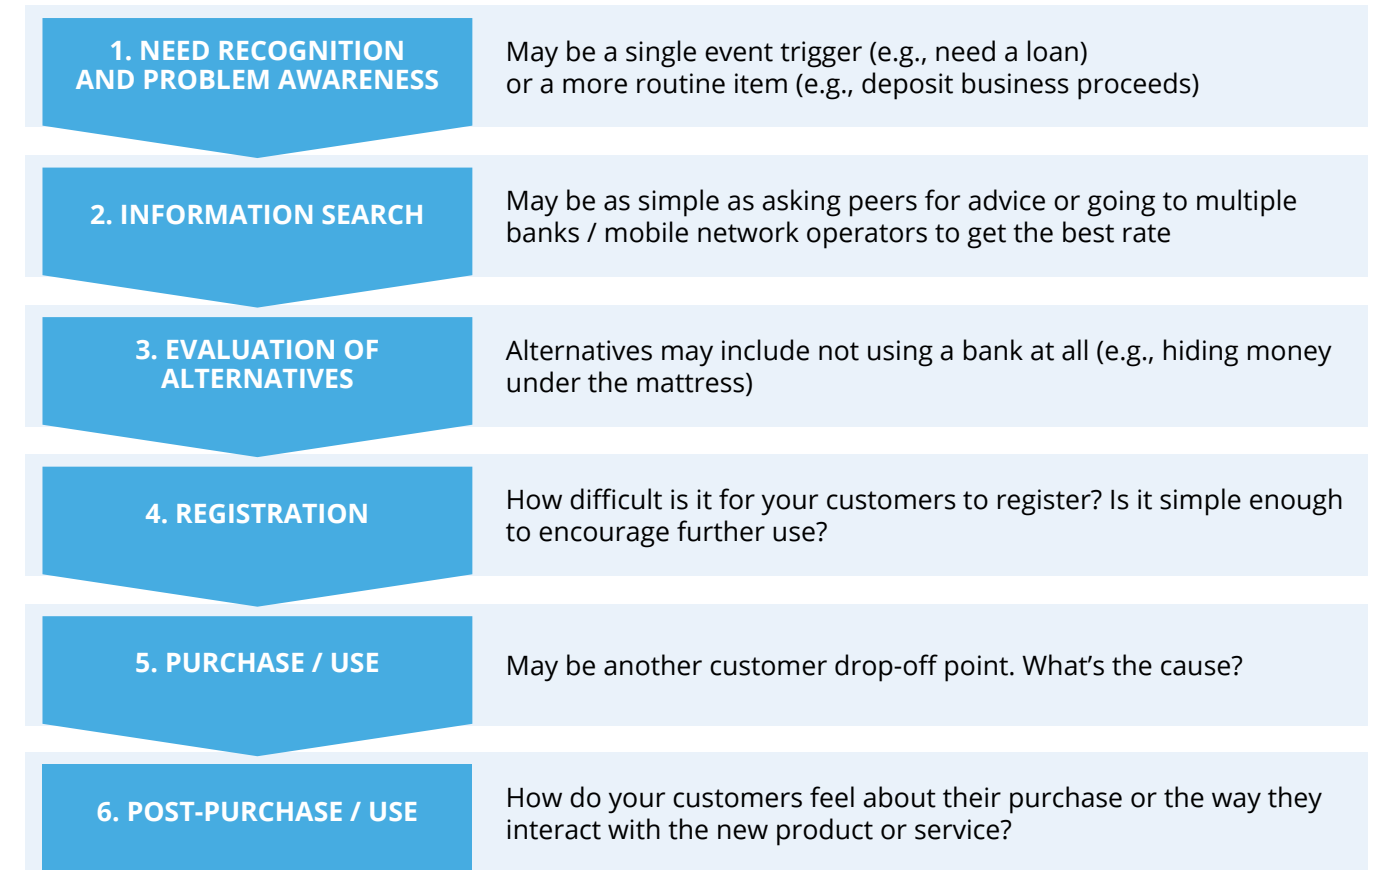 1. NEED RECOGNITION
AND PROBLEM AWARENESS
May be a single event trigger (e.g., need a loan)
or a more routine item (e.g., deposit business proceeds)
2. INFORMATION SEARCH
May be as simple as asking peers for advice or going to multiple
banks / mobile network operators to get the best rate
3. EVALUATION OF
ALTERNATIVES
Alternatives may include not using a bank at all (e.g., hiding money
under the mattress)
4. REGISTRATION
How difficult is it for your customers to register? Is it simple enough
to encourage further use?
5. PURCHASE / USE
May be another customer drop-off point. What’s the cause?
6. POST-PURCHASE / USE
How do your customers feel about their purchase or the way they
interact with the new product or service?